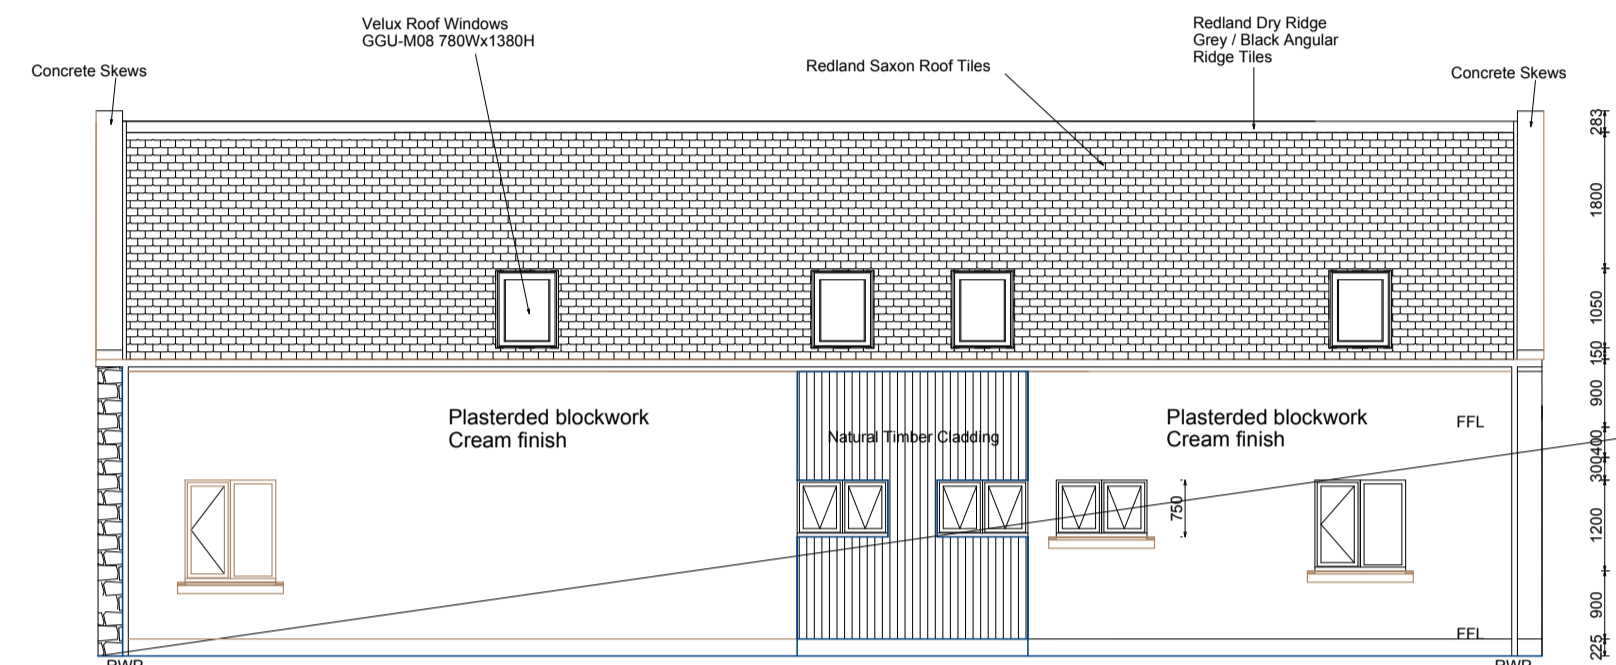 Velux Roof Windows
GGU-M08 780Wx1380H
Redland Dry Ridge
Grey / Black Angular
Ridge Tiles
Concrete Skews
Redland Saxon Roof Tiles
Concrete Skews
283
1800
1050
150
900
400
300
1200
900
225
Plasterded blockwork
Cream finish
Natural Timber Cladding
Plasterded blockwork
Cream finish
FFL
750
FFL
RWP
RWP